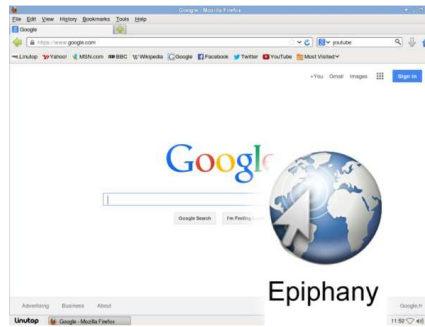 Google - Mozilla Firefox
File Edit View History Bookmarks Tools Help
Google
https://www.google.com
youtube
Linutop Yahoo! MSN.com BBC Wikipedia Google Facebook Twitter YouTube Most Visited
+You Gmail Images Sign in
Google
Google Search I'm Feeling
Epiphany
Advertising Business About
Linutop Google - Mozilla Firefox 11:52